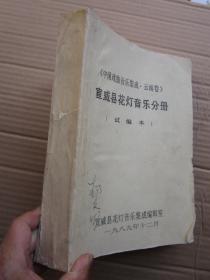 《中国戏曲音乐集成·云南卷》
宣威县花灯音乐分册
（试编本）
宣威县花灯音乐集成编辑室
一九八九年十二月